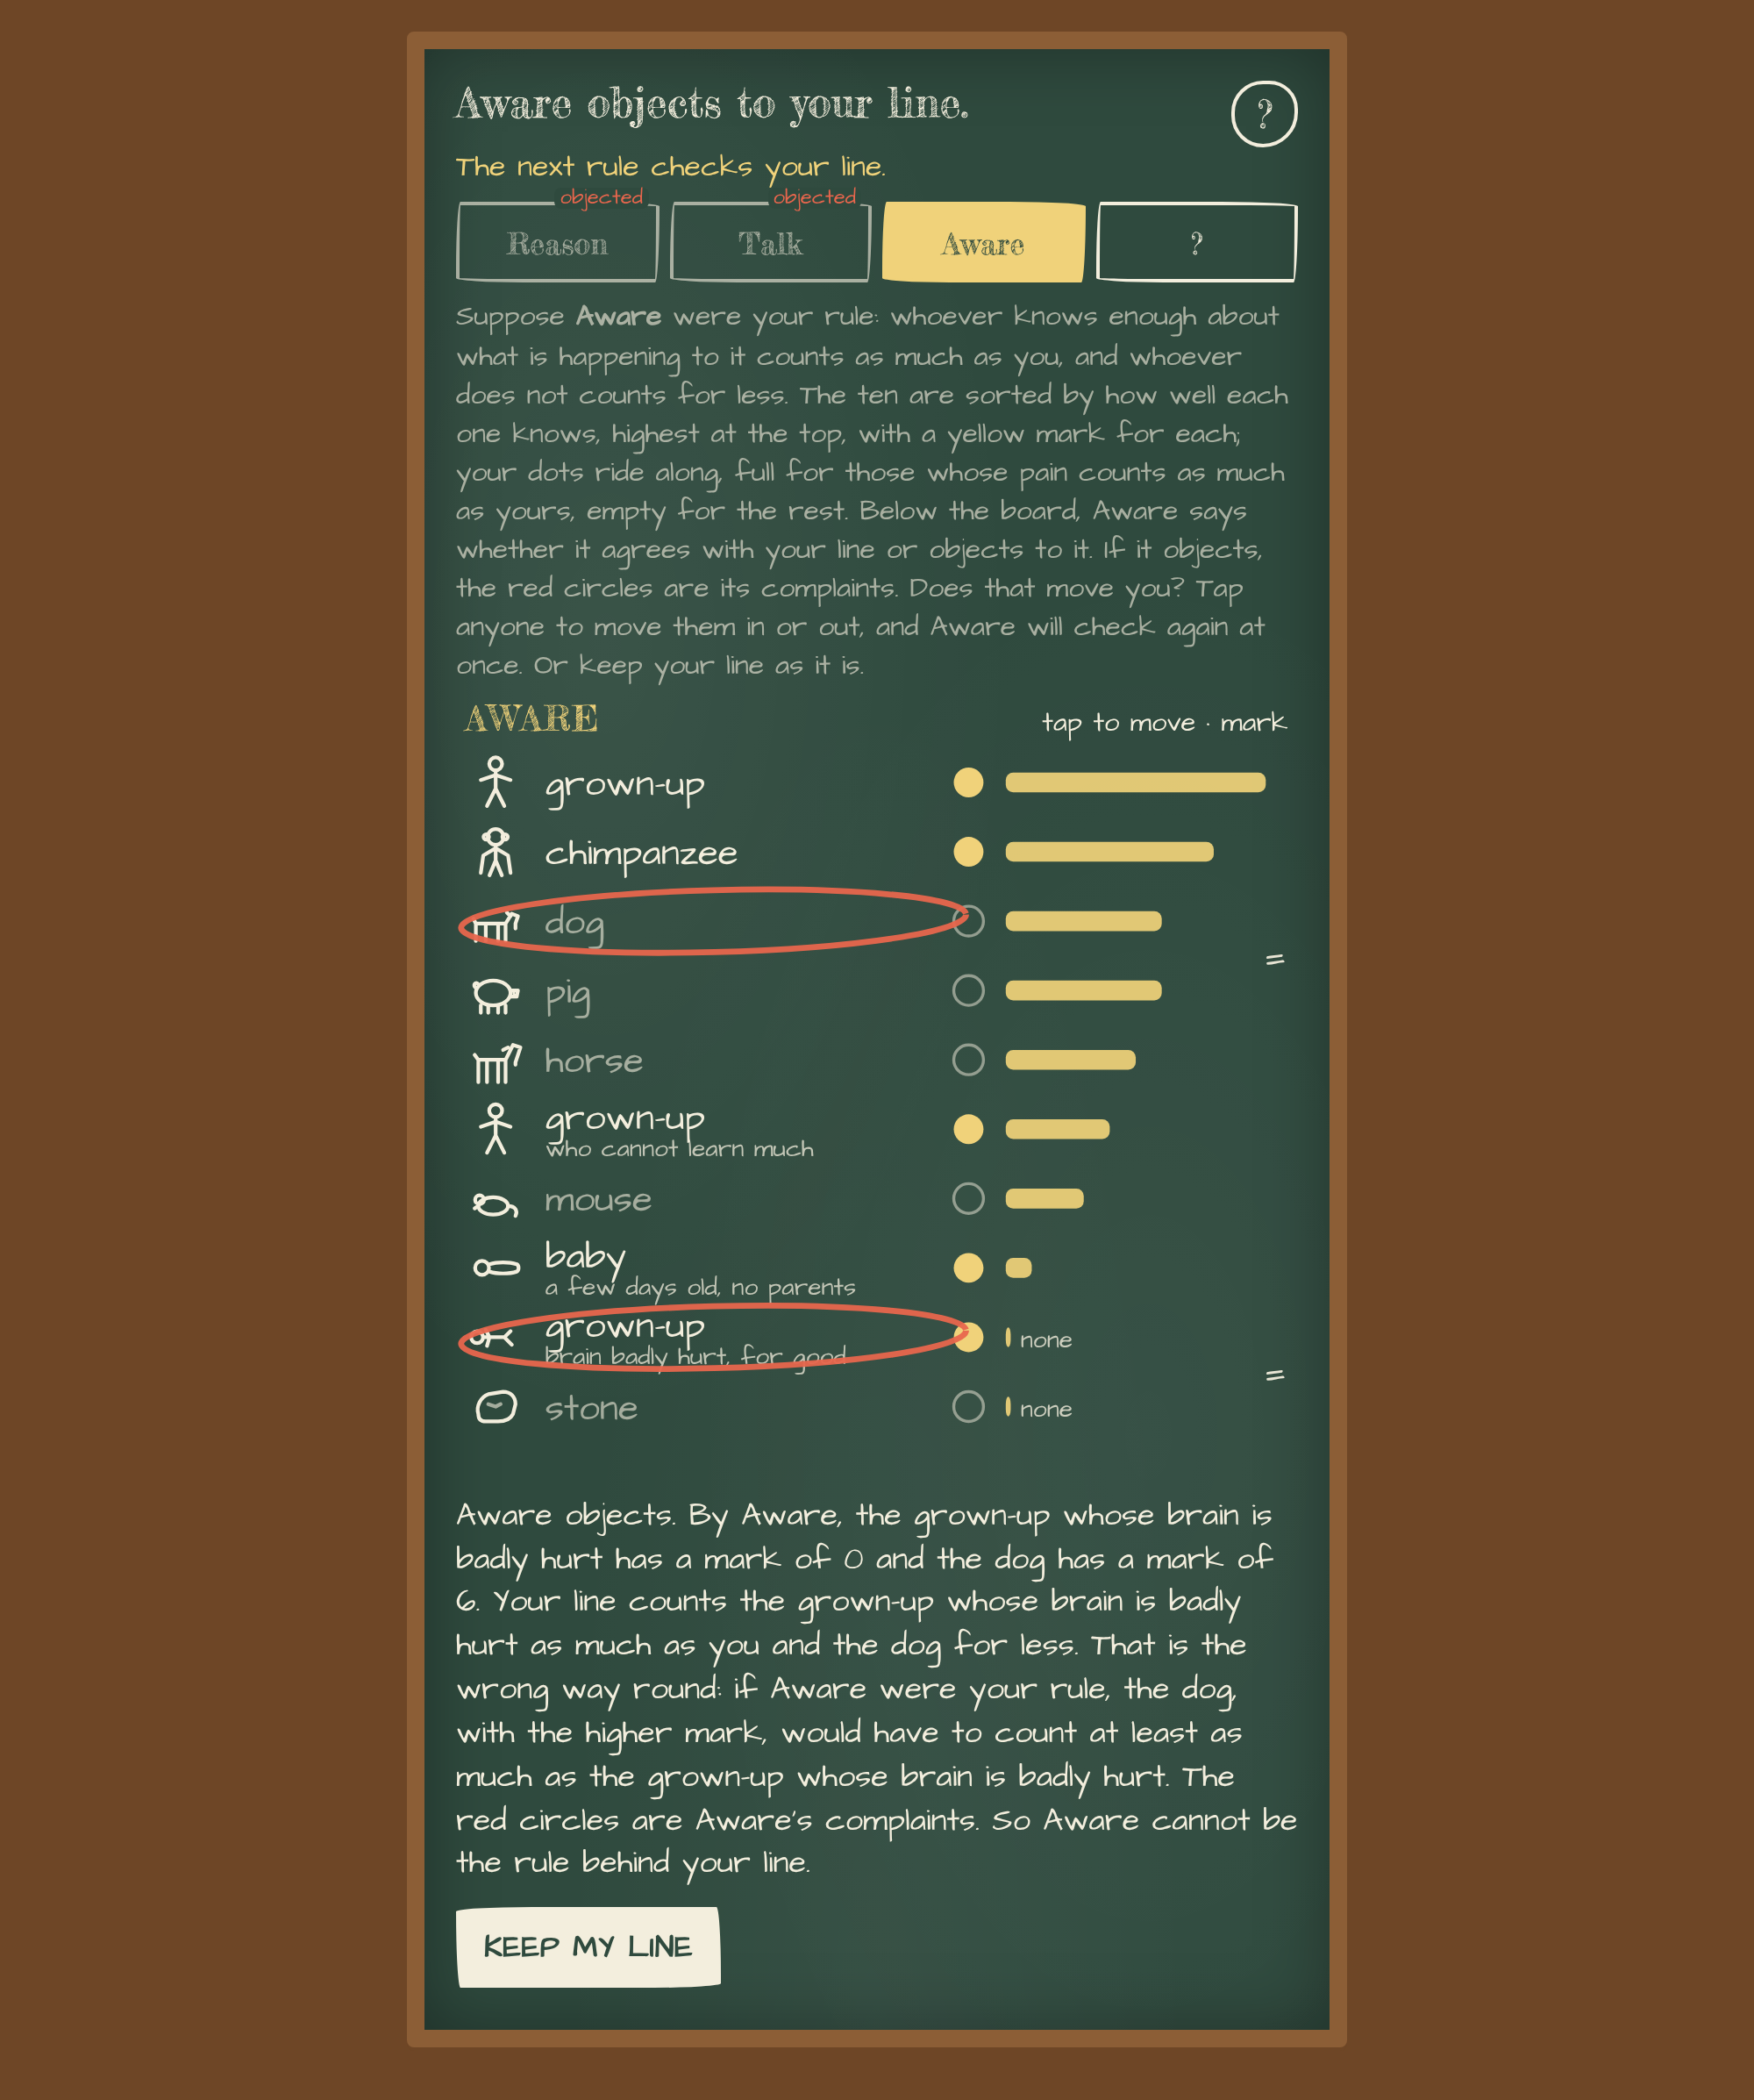 Aware objects to your line.
?
The next rule checks your line.
objected
objected
Reason
Talk
Aware
?
Suppose Aware were your rule: whoever knows enough about
what is happening to it counts as much as you, and whoever
does not counts for less. The ten are sorted by how well each
one knows, highest at the top, with a yellow mark for each;
your dots ride along, full for those whose pain counts as much
as yours, empty for the rest. Below the board, Aware says
whether it agrees with your line or objects to it. If it objects,
the red circles are its complaints. Does that move you? Tap
anyone to move them in or out, and Aware will check again at
once. Or keep your line as it is.
AWARE
tap to move · mark
grown-up
chimpanzee
dog
=
pig
horse
grown-up
who cannot learn much
mouse
baby
a few days old, no parents
grown-up
brain badly hurt, for good
none
=
stone
none
Aware objects. By Aware, the grown-up whose brain is
badly hurt has a mark of 0 and the dog has a mark of
6. Your line counts the grown-up whose brain is badly
hurt as much as you and the dog for less. That is the
wrong way round: if Aware were your rule, the dog,
with the higher mark, would have to count at least as
much as the grown-up whose brain is badly hurt. The
red circles are Aware's complaints. So Aware cannot be
the rule behind your line.
KEEP MY LINE